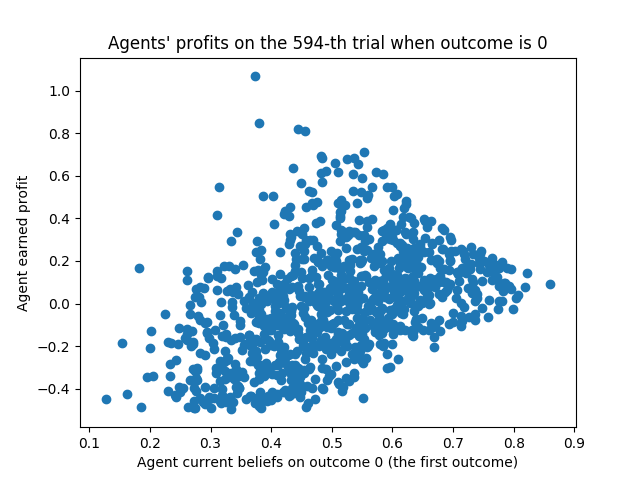 Agents' profits on the 594-th trial when outcome is 0
1.0
0.8
0.6
0.4
0.2
0.0
−0.2
−0.4
Agent earned profit
0.1 0.2 0.3 0.4 0.5 0.6 0.7 0.8 0.9
Agent current beliefs on outcome 0 (the first outcome)